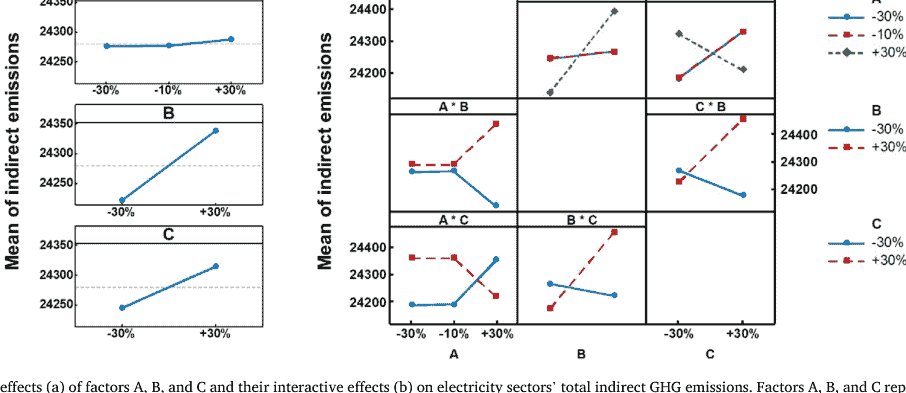 24350
24300
24250
-30%
-10%
+30%
B
24350
24300
24250
-30%
+30%
C
24350
24300
24250
-30%
+30%
Mean of indirect emissions
Mean of indirect emissions
24400
24300
24200
A * B
C * B
24400
24300
24200
A * C
B * C
24400
24300
24200
-30%
-10%
+30%
-30%
+30%
A
B
C
-30%
-10%
+30%
B
-30%
+30%
C
-30%
+30%
effects (a) of factors A, B, and C and their interactive effects (b) on electricity sectors’ total indirect GHG emissions. Factors A, B, and C rep